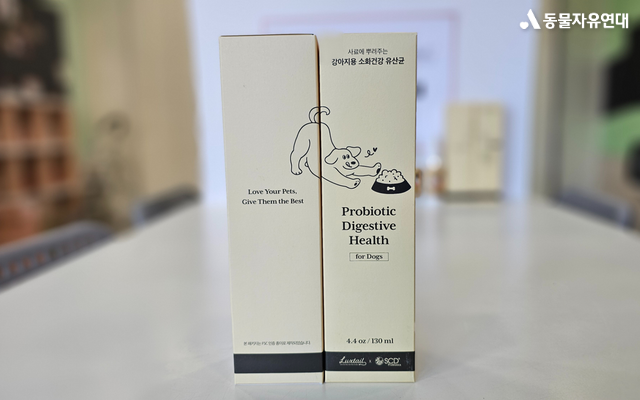 동물자유연대
사료에 뿌려주는
강아지용 소화건강 유산균
Love Your Pets,
Give Them the Best
Probiotic
Digestive
Health
for Dogs
4.4 oz / 130 ml
Luxtail x SCD